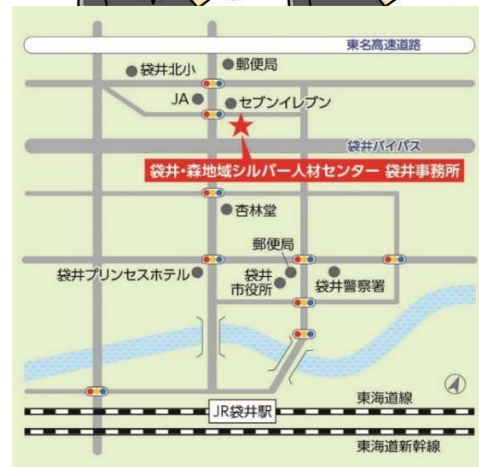 東名高速道路
袋井北小
郵便局
JA
セブンイレブン
袋井バイパス
袋井・森地域シルバー人材センター 袋井事務所
杏林堂
郵便局
袋井プリンセスホテル
袋井
市役所
袋井警察署
東海道線
JR袋井駅
東海道新幹線